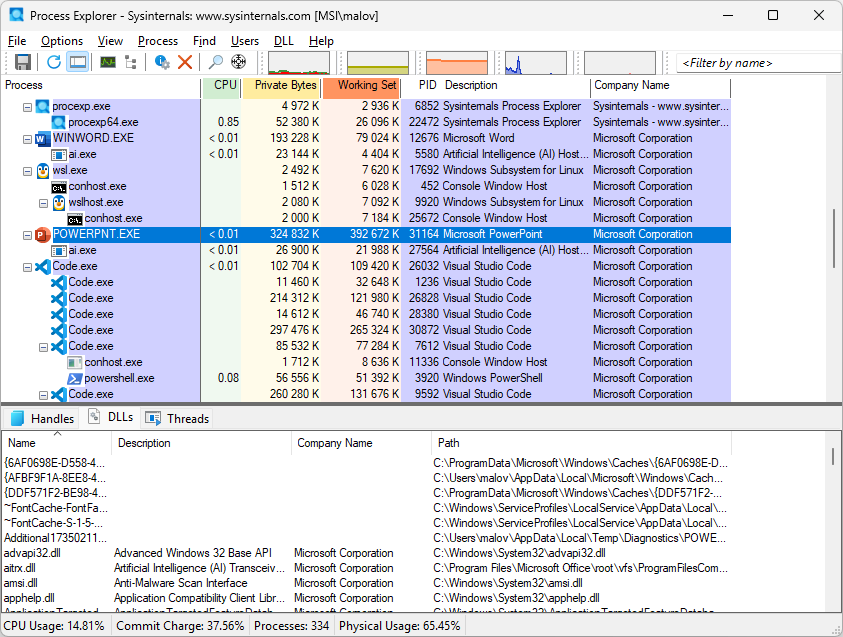 Process Explorer - Sysinternals: www.sysinternals.com [MSI\malov]
File Options View Process Find Users DLL Help
<Filter by name>
Process CPU Private Bytes Working Set PID Description Company Name
procexp.exe 4 972 K 2 936 K 6852 Sysinternals Process Explorer Sysinternals - www.sysinter...
procexp64.exe 0.85 52 380 K 26 096 K 22472 Sysinternals Process Explorer Sysinternals - www.sysinter...
WINWORD.EXE < 0.01 193 228 K 79 024 K 12676 Microsoft Word Microsoft Corporation
ai.exe < 0.01 23 144 K 4 404 K 5580 Artificial Intelligence (AI) Host... Microsoft Corporation
wsl.exe 2 492 K 7 620 K 17692 Windows Subsystem for Linux Microsoft Corporation
conhost.exe 1 512 K 6 028 K 452 Console Window Host Microsoft Corporation
wslhost.exe 2 080 K 7 092 K 9920 Windows Subsystem for Linux Microsoft Corporation
conhost.exe 2 000 K 7 184 K 25672 Console Window Host Microsoft Corporation
POWERPNT.EXE < 0.01 324 832 K 392 672 K 31164 Microsoft PowerPoint Microsoft Corporation
ai.exe < 0.01 26 900 K 21 988 K 27564 Artificial Intelligence (AI) Host... Microsoft Corporation
Code.exe < 0.01 102 704 K 109 420 K 26032 Visual Studio Code Microsoft Corporation
Code.exe 11 460 K 32 648 K 1236 Visual Studio Code Microsoft Corporation
Code.exe 214 312 K 121 980 K 26828 Visual Studio Code Microsoft Corporation
Code.exe 14 612 K 46 740 K 28380 Visual Studio Code Microsoft Corporation
Code.exe 297 476 K 265 324 K 30872 Visual Studio Code Microsoft Corporation
Code.exe 85 532 K 77 284 K 7612 Visual Studio Code Microsoft Corporation
conhost.exe 1 712 K 8 636 K 11336 Console Window Host Microsoft Corporation
powershell.exe 0.08 56 556 K 51 392 K 3920 Windows PowerShell Microsoft Corporation
Code.exe 260 280 K 131 676 K 9592 Visual Studio Code Microsoft Corporation
Handles DLLs Threads
Name Description Company Name Path
{6AF0698E-D558-4... C:\ProgramData\Microsoft\Windows\Caches\{6AF0698E-D...
{AFBF9F1A-8EE8-4... C:\Users\malov\AppData\Local\Microsoft\Windows\Cach...
{DDF571F2-BE98-4... C:\ProgramData\Microsoft\Windows\Caches\{DDF571F2-...
~FontCache-FontFa... C:\Windows\ServiceProfiles\LocalService\AppData\Local\...
~FontCache-S-1-5-... C:\Windows\ServiceProfiles\LocalService\AppData\Local\...
Additional17350211... C:\Users\malov\AppData\Local\Temp\Diagnostics\POWE...
advapi32.dll Advanced Windows 32 Base API Microsoft Corporation C:\Windows\System32\advapi32.dll
aitrx.dll Artificial Intelligence (AI) Transceiv... Microsoft Corporation C:\Program Files\Microsoft Office\root\vfs\ProgramFilesCom...
amsi.dll Anti-Malware Scan Interface Microsoft Corporation C:\Windows\System32\amsi.dll
apphelp.dll Application Compatibility Client Libr... Microsoft Corporation C:\Windows\System32\apphelp.dll
CPU Usage: 14.81% Commit Charge: 37.56% Processes: 334 Physical Usage: 65.45%